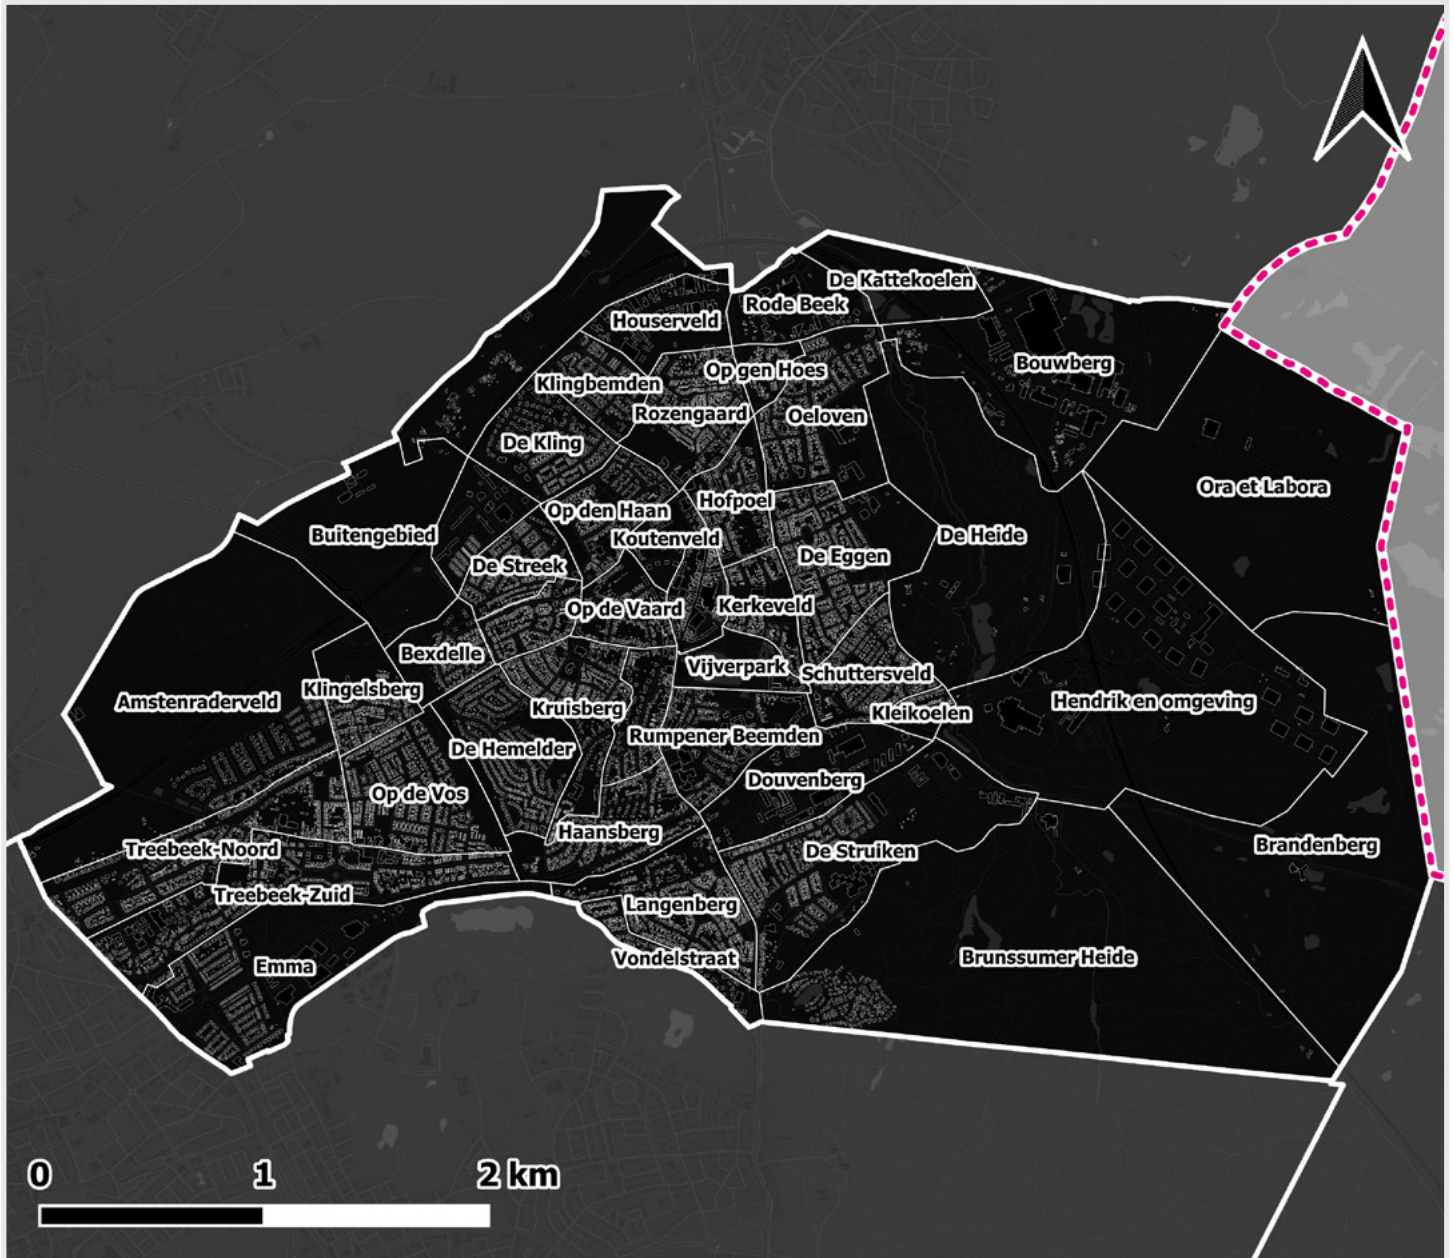 De Kattekoelen
Rode Beek
Houserveld
Bouwberg
Op gen Hoes
Klingbemden
Rozengaard
Oeloven
De Kling
Ora et Labora
Hofpoel
Op den Haan
Buitengebied
Koutenveld
De Heide
De Eggen
De Streek
Kerkeveld
Op de Vaard
Bexdelle
Vijverpark
Schuttersveld
Klingelsberg
Amstenraderveld
Hendrik en omgeving
Kruisberg
Kleikoelen
Rumpener Beemden
De Hemelder
Douvenberg
Op de Vos
Haansberg
Brandenberg
Treebeek-Noord
De Struiken
Treebeek-Zuid
Langenberg
Vondelstraat
Brunssumer Heide
Emma
0 1 2 km